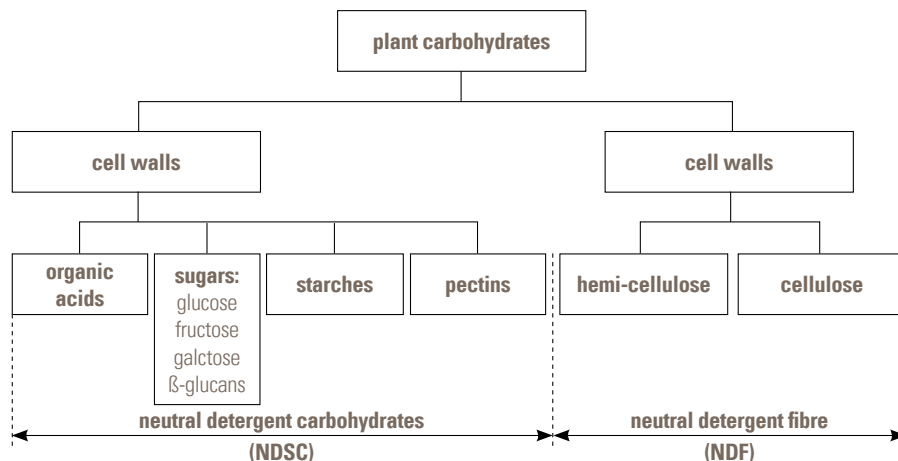 plant carbohydrates
cell walls
cell walls
organic
acids
sugars:
glucose
fructose
galctose
ß-glucans
starches
pectins
hemi-cellulose
cellulose
neutral detergent carbohydrates
(NDSC)
neutral detergent fibre
(NDF)